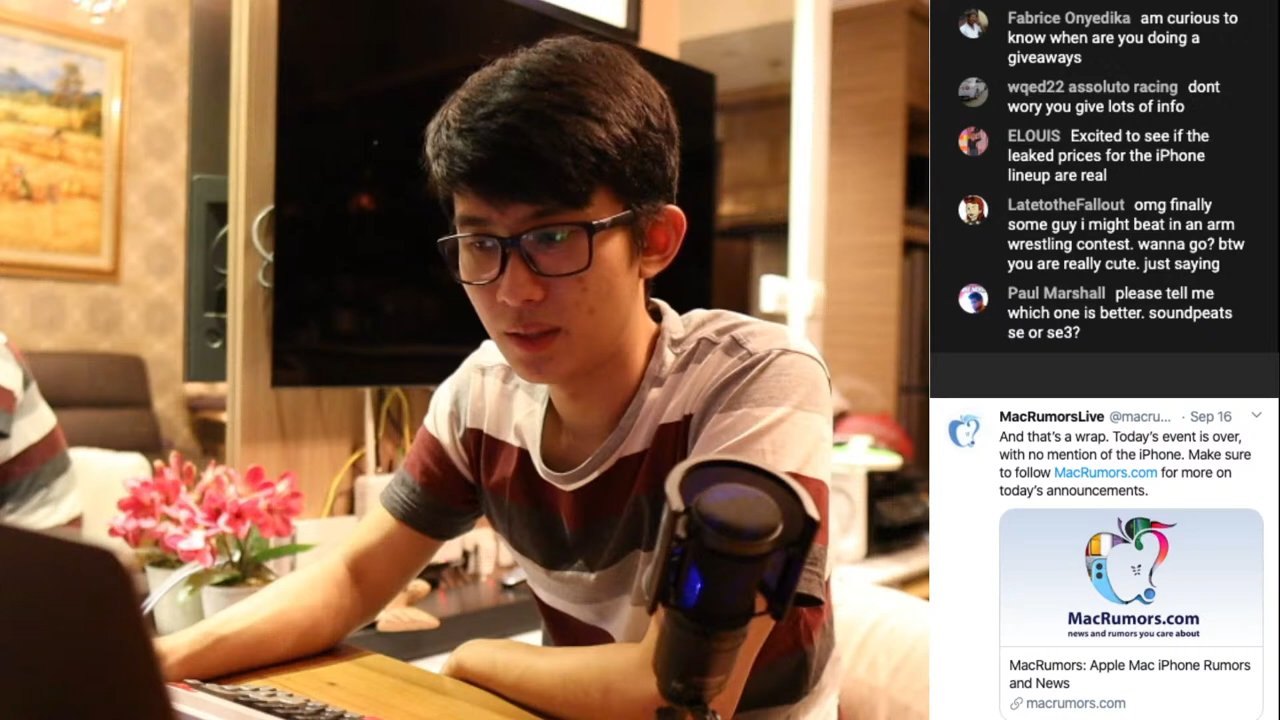 Fabrice Onyedika am curious to
know when are you doing a
giveaways
wqed22 assoluto racing dont
wory you give lots of info
ELOUIS Excited to see if the
leaked prices for the iPhone
lineup are real
LatetotheFallout omg finally
some guy i might beat in an arm
wrestling contest. wanna go? btw
you are really cute. just saying
Paul Marshall please tell me
which one is better. soundpeats
se or se3?
MacRumorsLive @macru... · Sep 16
And that's a wrap. Today's event is over,
with no mention of the iPhone. Make sure
to follow MacRumors.com for more on
today's announcements.
MacRumors.com
news and rumors you care about
MacRumors: Apple Mac iPhone Rumors
and News
macrumors.com